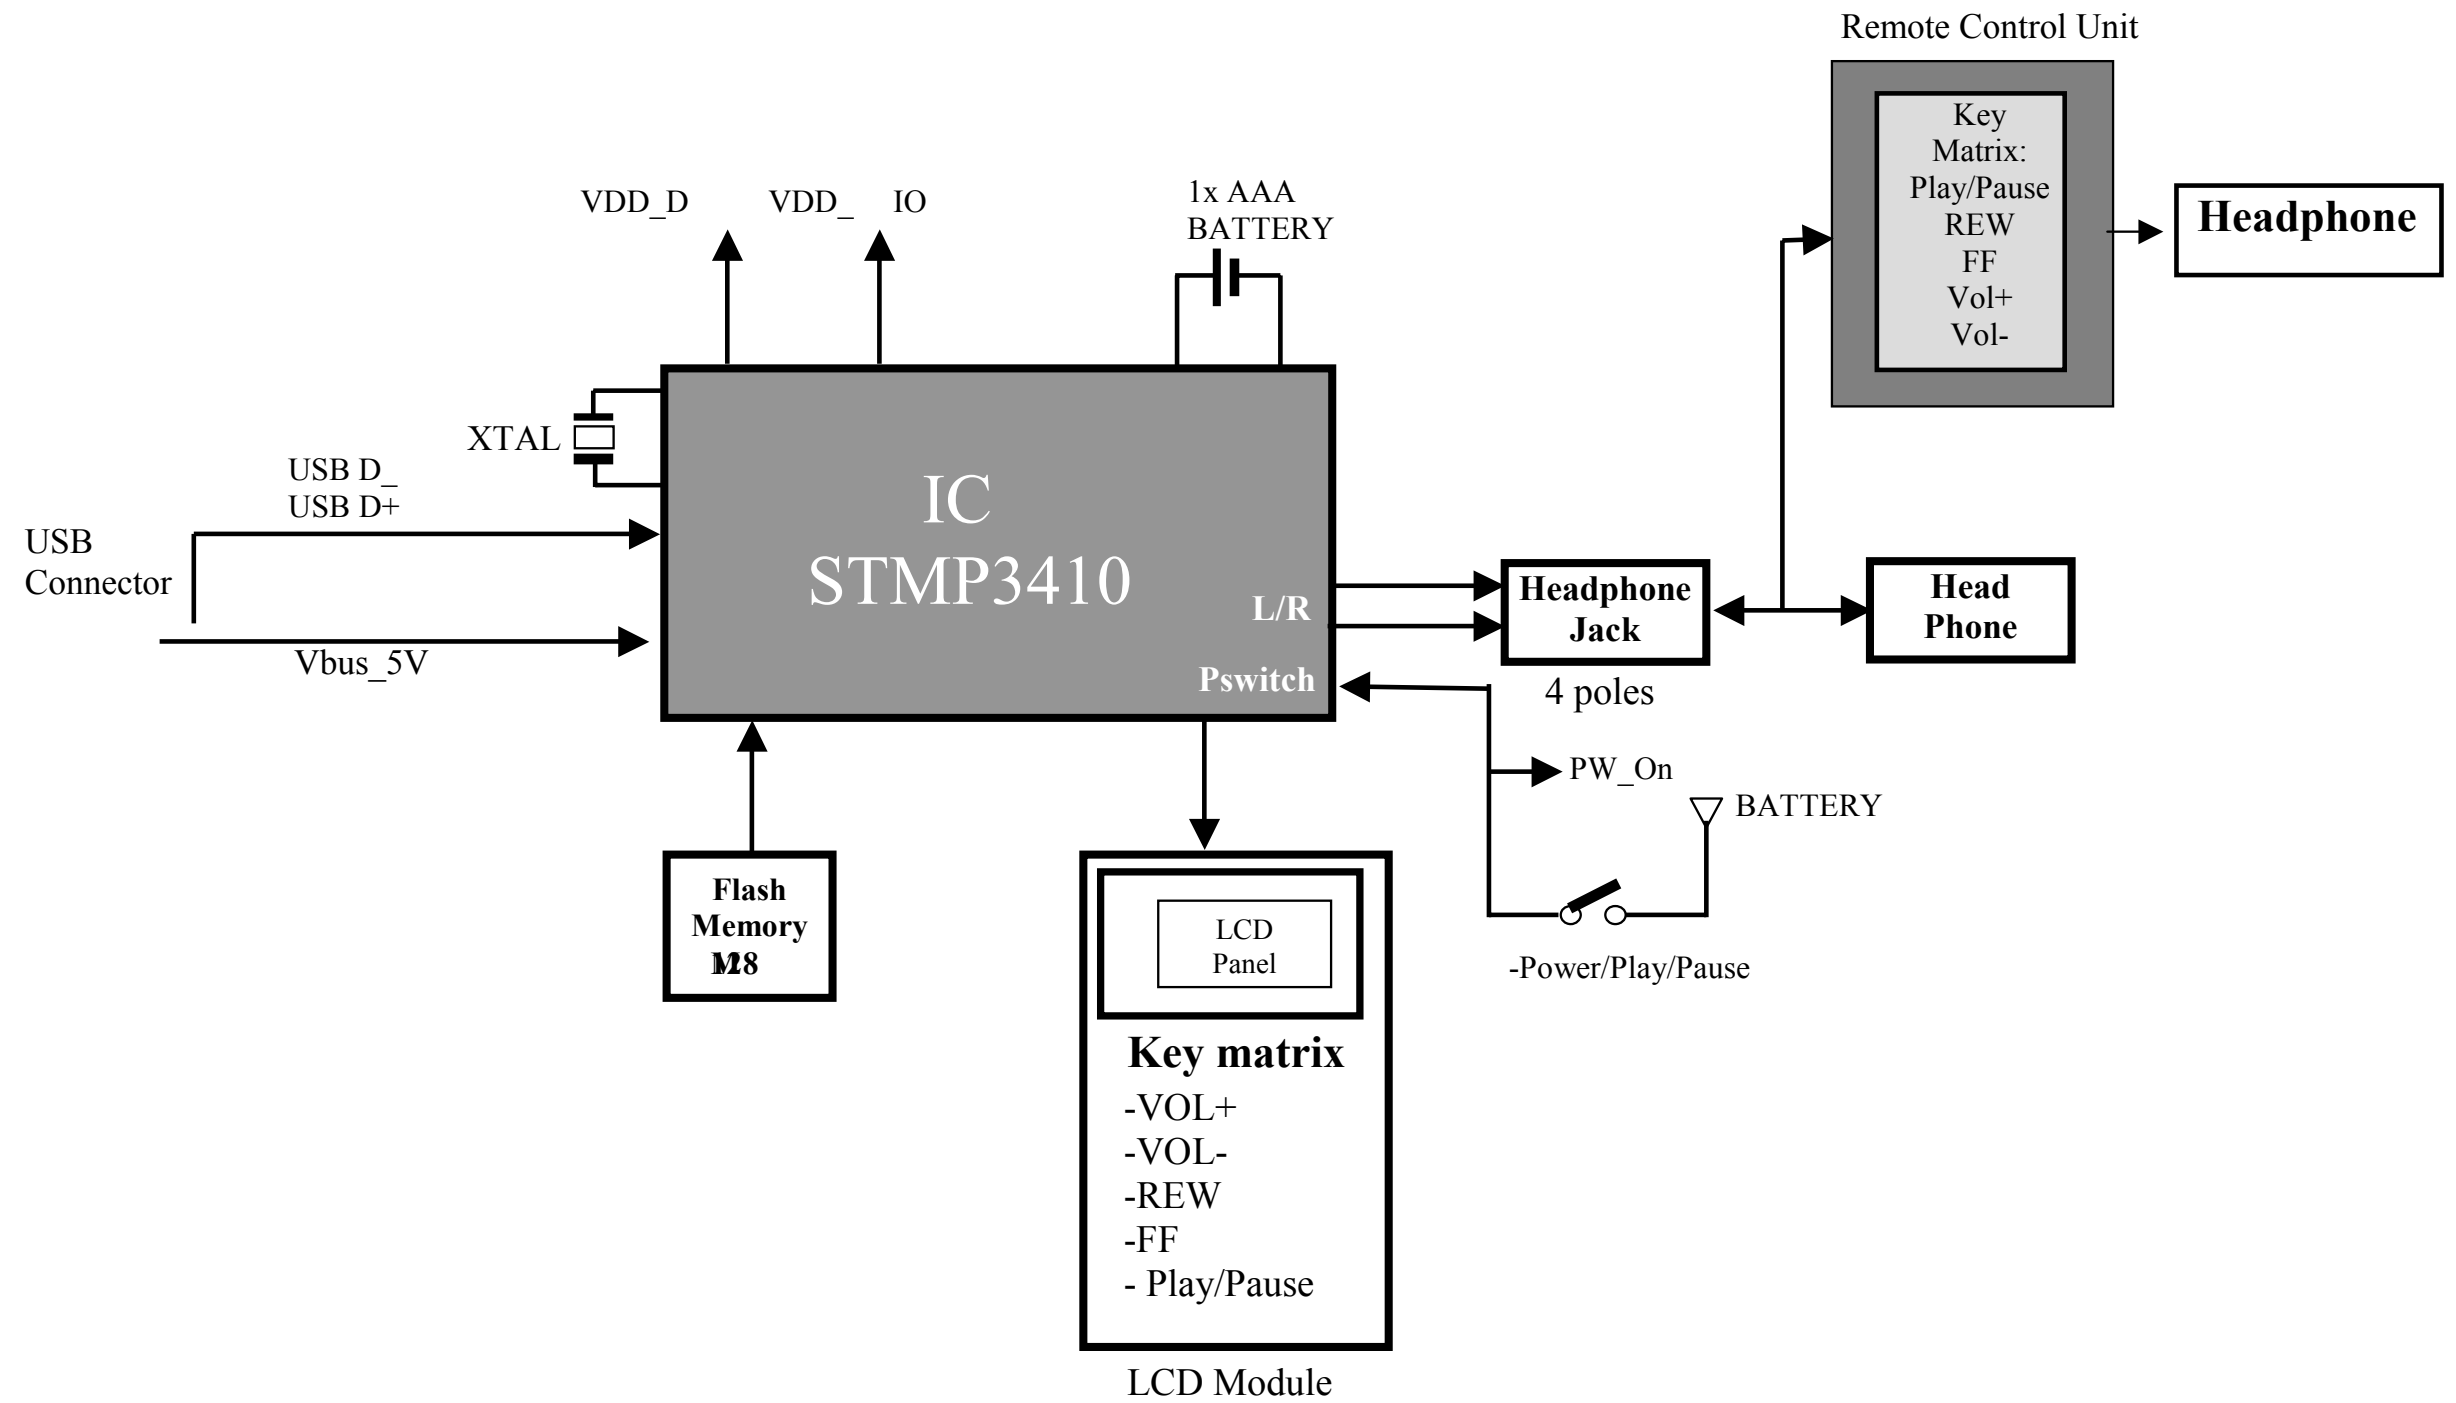 Remote Control Unit
Key
Matrix:
Play/Pause
REW
FF
Vol+
Vol-
Headphone
VDD_D
VDD_ IO
1x AAA
BATTERY
XTAL
USB D_
USB D+
USB
Connector
Vbus_5V
IC
STMP3410
L/R
Pswitch
Headphone
Jack
4 poles
Head
Phone
PW_On
BATTERY
-Power/Play/Pause
Flash
Memory
LCD
Panel
Key matrix
-VOL+
-VOL-
-REW
-FF
- Play/Pause
LCD Module